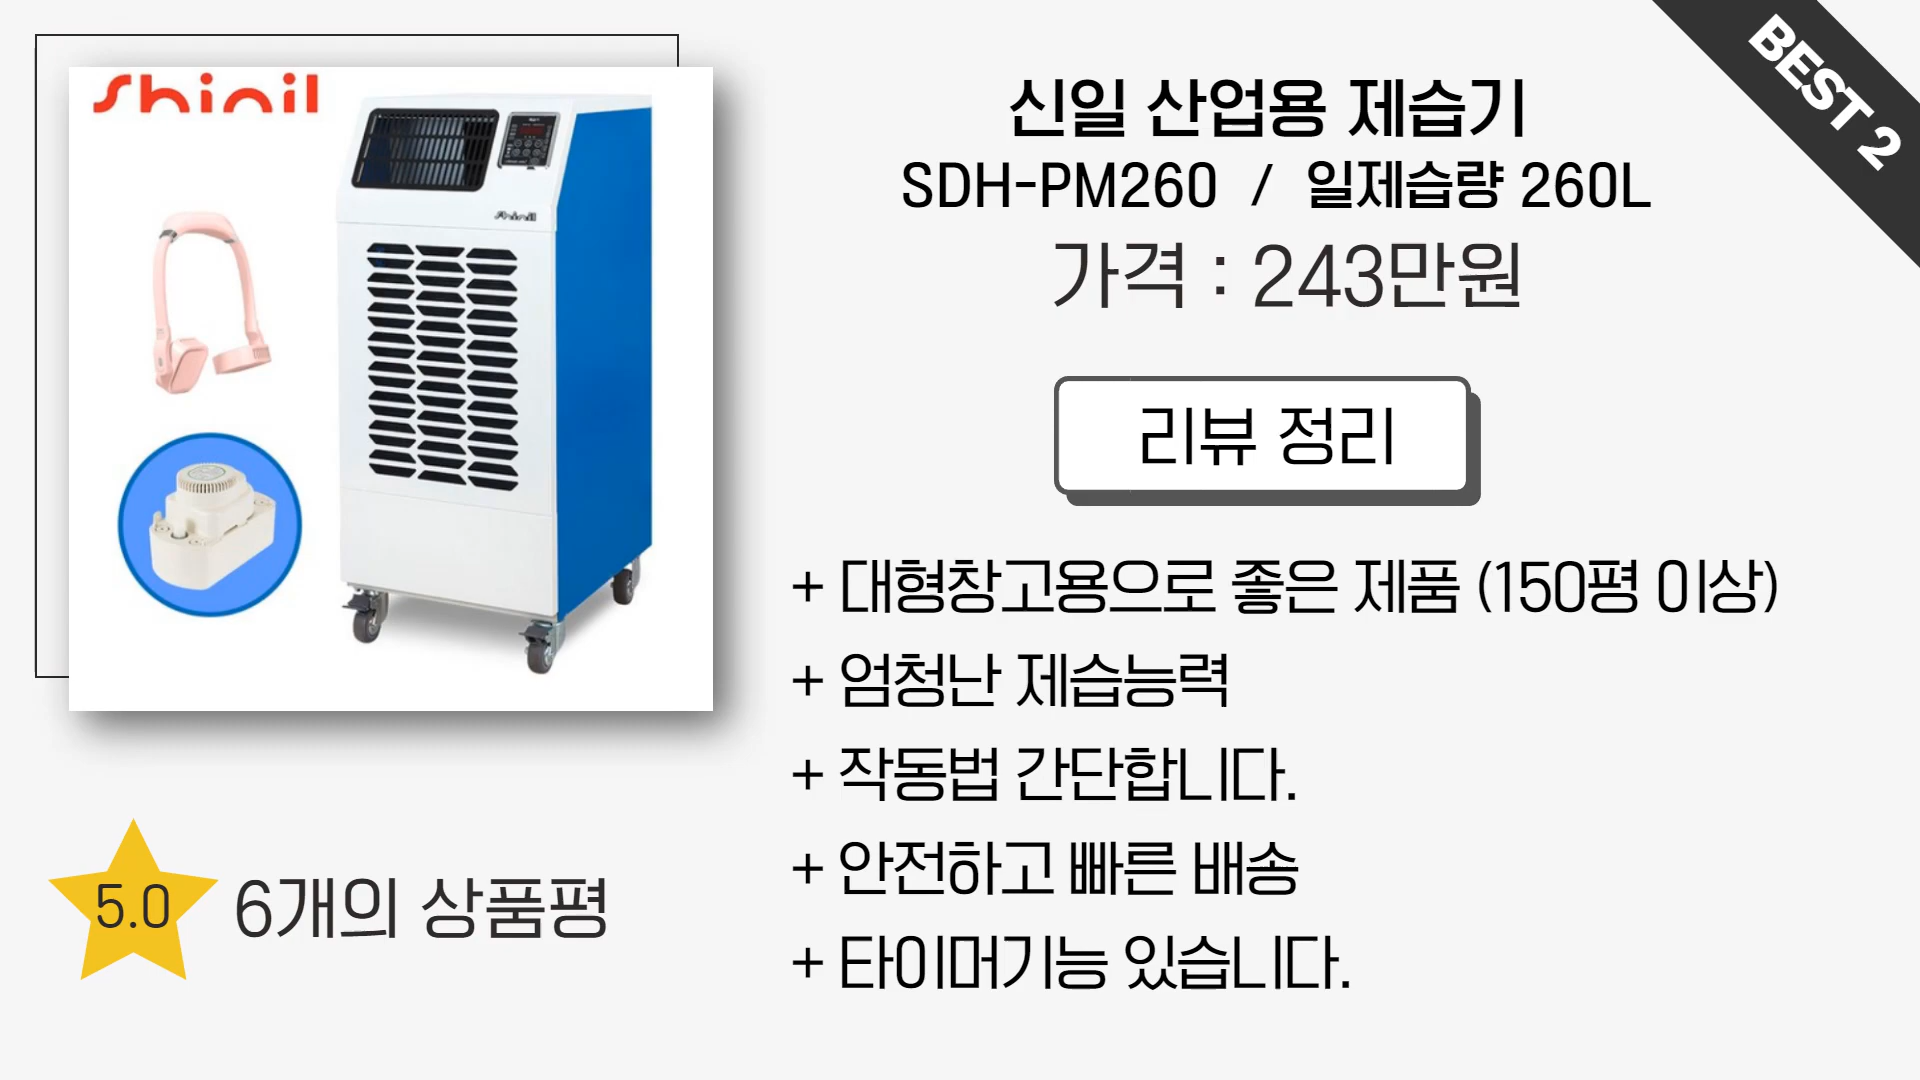 BEST 2
Shinil
Shinil
신일 산업용 제습기
SDH-PM260 / 일제습량 260L
가격 : 243만원
리뷰 정리
+ 대형창고용으로 좋은 제품 (150평 이상)
+ 엄청난 제습능력
+ 작동법 간단합니다.
+ 안전하고 빠른 배송
+ 타이머기능 있습니다.
5.0 6개의 상품평